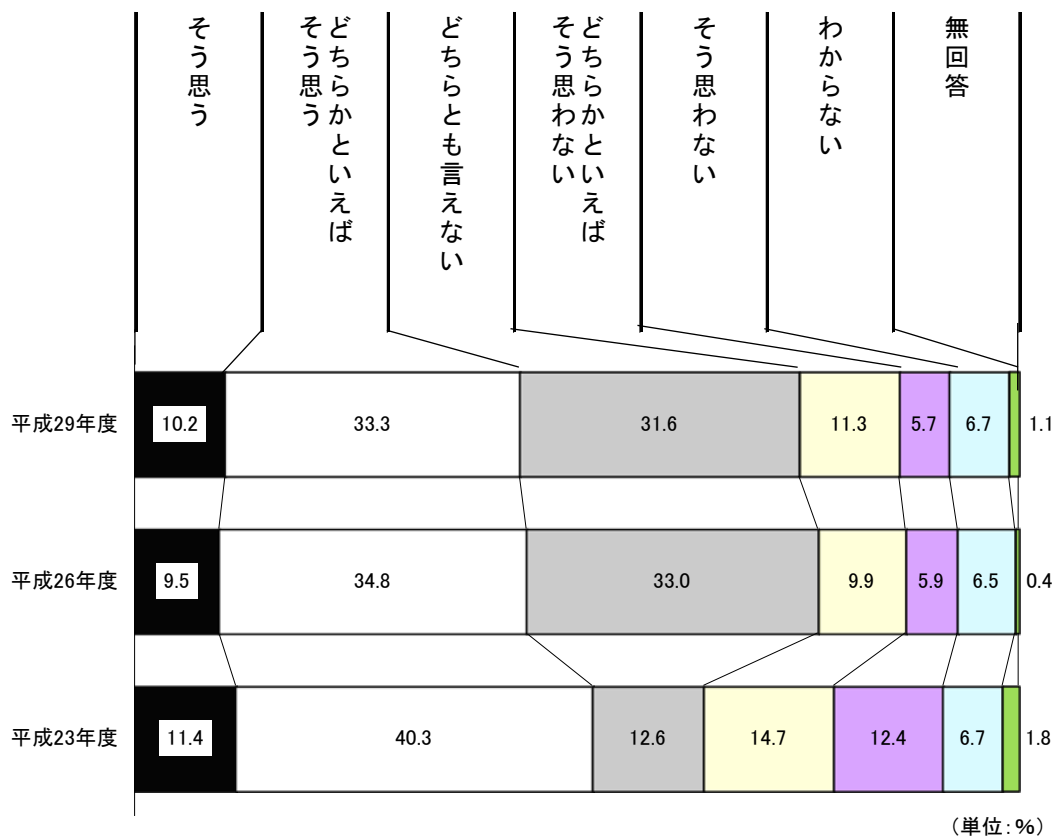 そう思う
どちらかといえば
そう思う
どちらとも言えない
どちらかといえば
そう思わない
そう思わない
わからない
無回答
平成29年度
10.2
33.3
31.6
11.3
5.7
6.7
1.1
平成26年度
9.5
34.8
33.0
9.9
5.9
6.5
0.4
平成23年度
11.4
40.3
12.6
14.7
12.4
6.7
1.8
(単位:%)